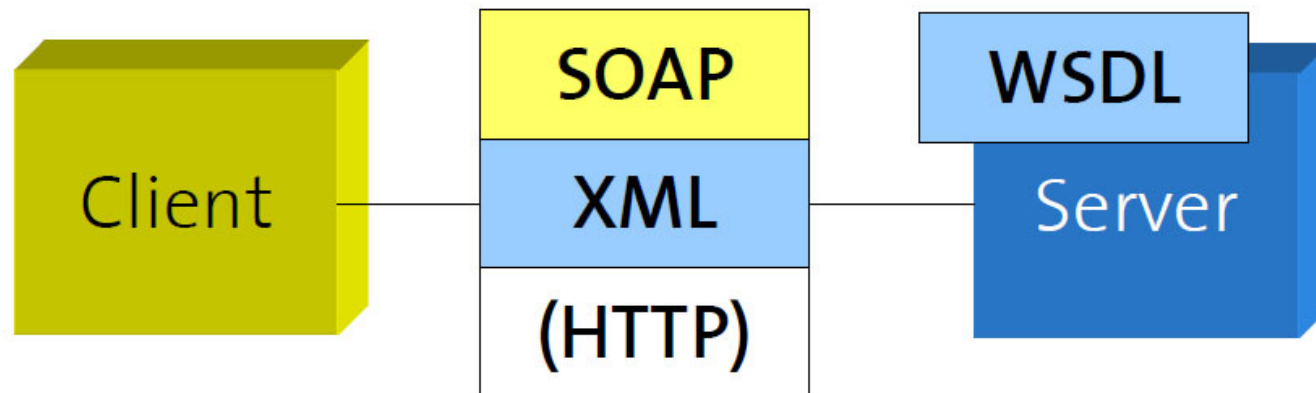 SOAP
WSDL
Client
XML
Server
(HTTP)